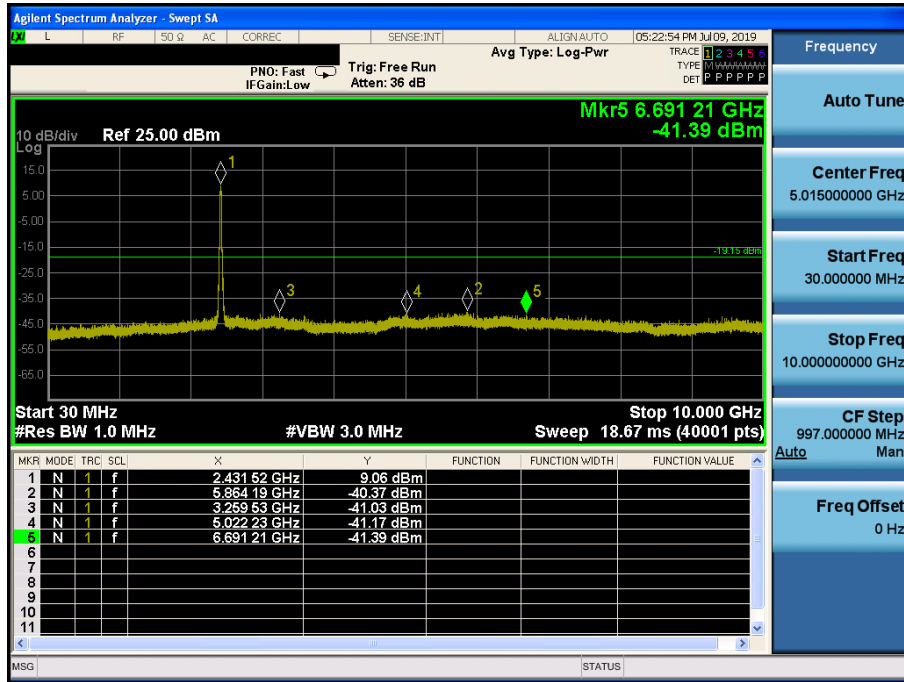 Agilent Spectrum Analyzer - Swept SA
LXI L RF 50 Ω AC CORREC SENSE:INT ALIGN AUTO 05:22:54 PM Jul 09, 2019
Frequency
Avg Type: Log-Pwr
TRACE 1 2 3 4 5 6
PNO: Fast
Trig: Free Run
TYPE M W W W W W
IFGain:Low
Atten: 36 dB
DET P P P P P P
Auto Tune
Mkr5 6.691 21 GHz
-41.39 dBm
10 dB/div Ref 25.00 dBm
Log
15.0
5.00
-5.00
-15.0
-25.0
-35.0
-45.0
-55.0
-65.0
1
2
3
4
5
-19.15 dBm
Center Freq
5.015000000 GHz
Start Freq
30.000000 MHz
Stop Freq
10.000000000 GHz
Start 30 MHz Stop 10.000 GHz
#Res BW 1.0 MHz #VBW 3.0 MHz Sweep 18.67 ms (40001 pts)
CF Step
997.000000 MHz
Auto Man
MKR MODE TRC SCL X Y FUNCTION FUNCTION WIDTH FUNCTION VALUE
1 N 1 f 2.431 52 GHz 9.06 dBm
2 N 1 f 5.864 19 GHz -40.37 dBm
3 N 1 f 3.259 53 GHz -41.03 dBm
4 N 1 f 5.022 23 GHz -41.17 dBm
5 N 1 f 6.691 21 GHz -41.39 dBm
6
7
8
9
10
11
Freq Offset
0 Hz
MSG STATUS